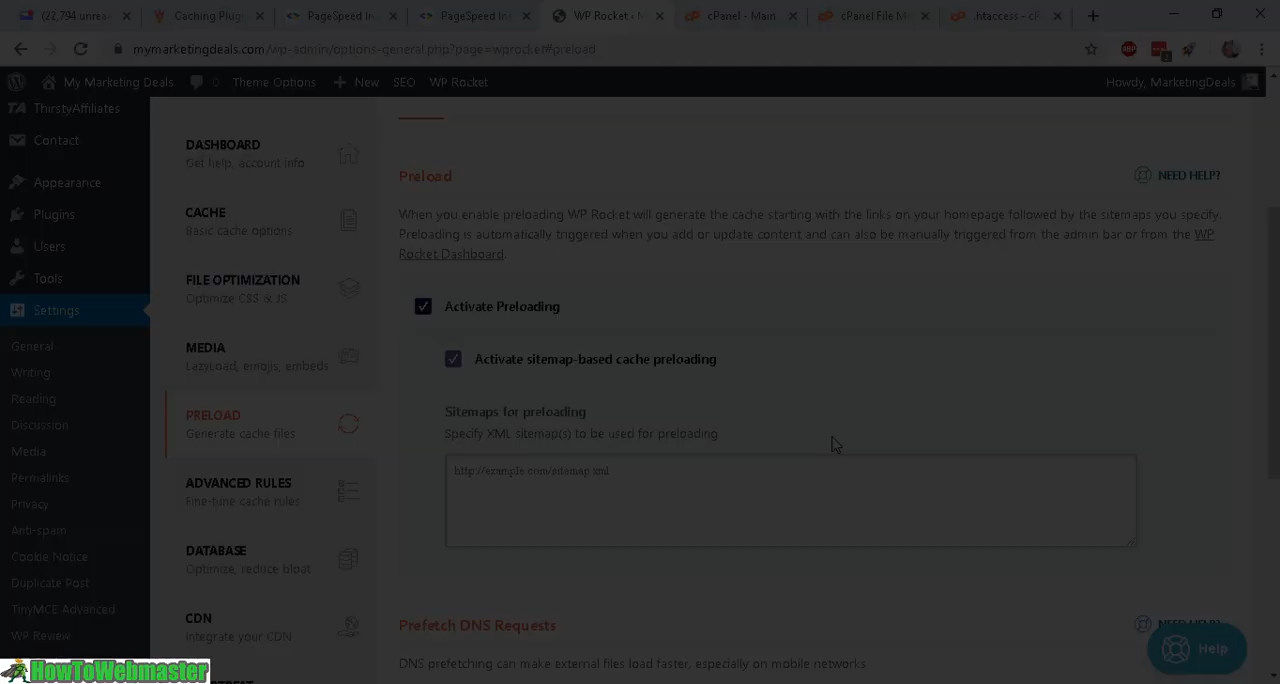 (22,794 unrea
Caching Plug
PageSpeed In
PageSpeed In
WP Rocket ‹ M
cPanel - Main
cPanel File M
.htaccess - cP
mymarketingdeals.com/wp-admin/options-general.php?page=wprocket#preload
My Marketing Deals
0
Theme Options
New
SEO
WP Rocket
Howdy, MarketingDeals
ThirstyAffiliates
Contact
Appearance
Plugins
Users
Tools
Settings
General
Writing
Reading
Discussion
Media
Permalinks
Privacy
Anti-spam
Cookie Notice
Duplicate Post
TinyMCE Advanced
WP Review
DASHBOARD
Get help, account info
CACHE
Basic cache options
FILE OPTIMIZATION
Optimize CSS & JS
MEDIA
LazyLoad, emojis, embeds
PRELOAD
Generate cache files
ADVANCED RULES
Fine-tune cache rules
DATABASE
Optimize, reduce bloat
CDN
Integrate your CDN
Preload
NEED HELP?
When you enable preloading WP Rocket will generate the cache starting with the links on your homepage followed by the sitemaps you specify.
Preloading is automatically triggered when you add or update content and can also be manually triggered from the admin bar or from the WP
Rocket Dashboard.
Activate Preloading
Activate sitemap-based cache preloading
Sitemaps for preloading
Specify XML sitemap(s) to be used for preloading
http://example.com/sitemap.xml
Prefetch DNS Requests
NEED HELP?
DNS prefetching can make external files load faster, especially on mobile networks
Help
HowToWebmaster